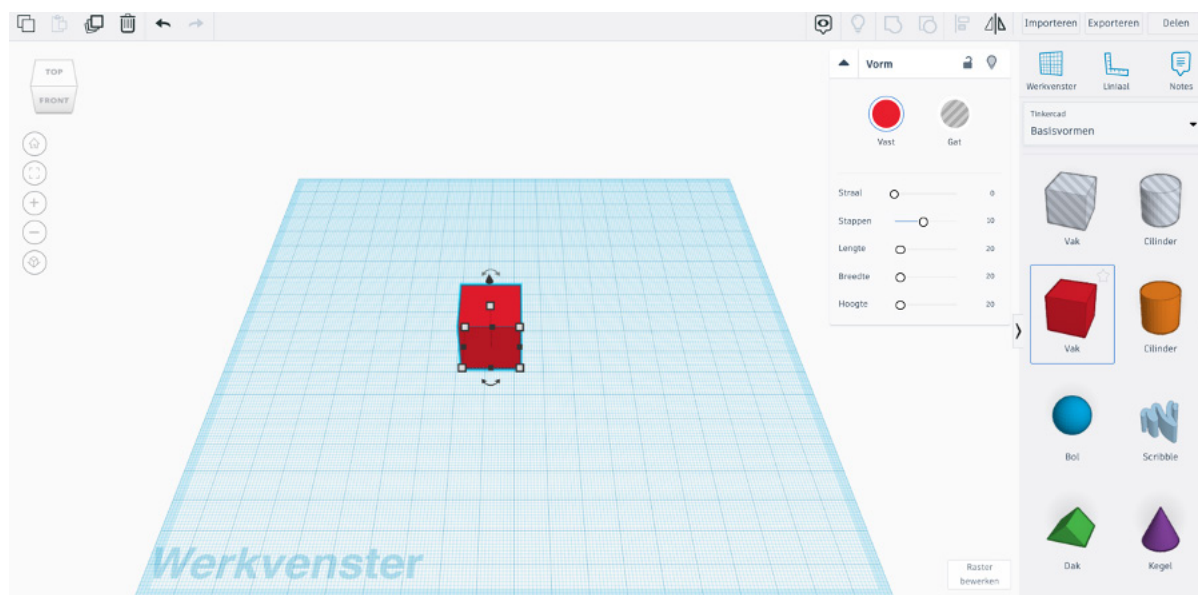 Importeren Exporteren Delen
TOP
FRONT
Vorm
Vast Gat
Straal 0
Stappen 10
Lengte 20
Breedte 20
Hoogte 20
Werkvenster Liniaal Notes
Tinkercad
Basisvormen
Vak Cilinder
Vak Cilinder
Bol Scribble
Dak Kegel
Werkvenster
Raster
bewerken